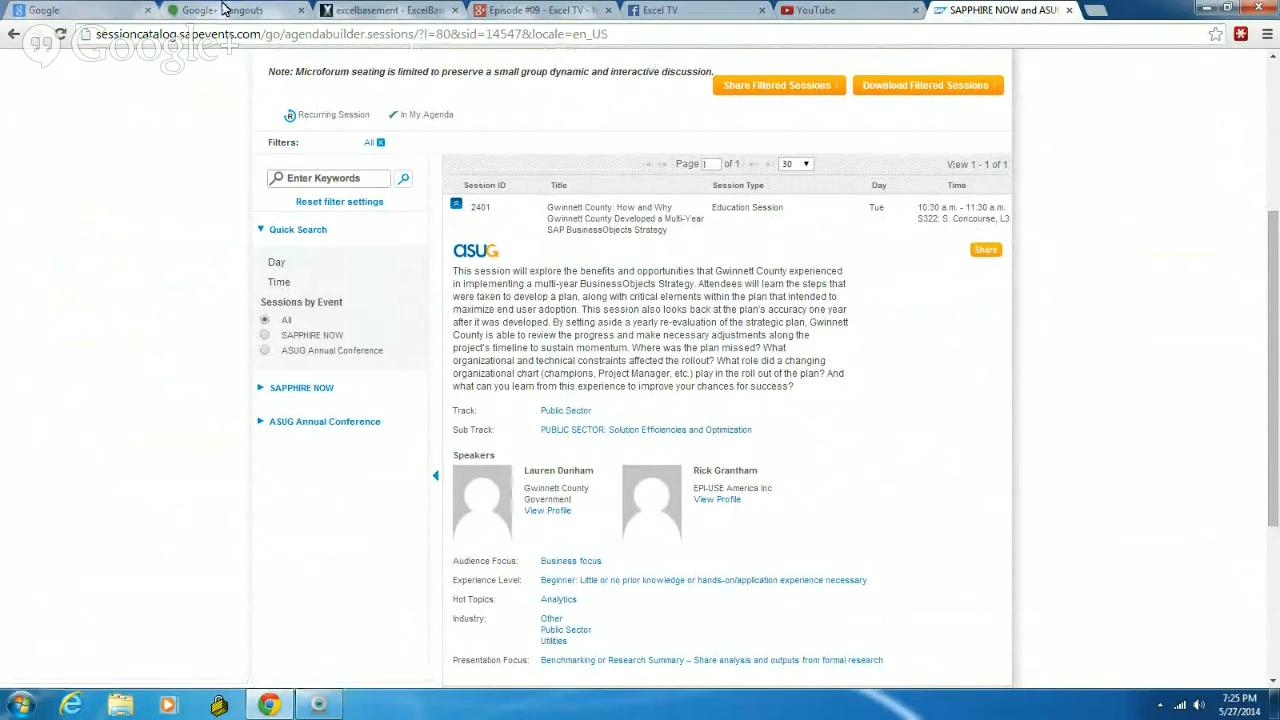 Google
Google+ Hangouts
excelbasement - ExcelBas
Episode #09 - Excel TV - N
Excel TV
YouTube
SAPPHIRE NOW and ASU
sessioncatalog.sapevents.com/go/agendabuilder.sessions/?l=80&sid=14547&locale=en_US
Google+
Note: Microforum seating is limited to preserve a small group dynamic and interactive discussion.
Share Filtered Sessions
Download Filtered Sessions
R Recurring Session
In My Agenda
Filters: All
Page 1 of 1 30 View 1 - 1 of 1
Enter Keywords
Reset filter settings
Quick Search
Day
Time
Sessions by Event
All
SAPPHIRE NOW
ASUG Annual Conference
SAPPHIRE NOW
ASUG Annual Conference
Session ID Title Session Type Day Time
2401 Gwinnett County: How and Why Education Session Tue 10:30 a.m. - 11:30 a.m.
Gwinnett County Developed a Multi-Year S322: S. Concourse, L3
SAP BusinessObjects Strategy
asuG
Share
This session will explore the benefits and opportunities that Gwinnett County experienced
in implementing a multi-year BusinessObjects Strategy. Attendees will learn the steps that
were taken to develop a plan, along with critical elements within the plan that intended to
maximize end user adoption. This session also looks back at the plan's accuracy one year
after it was developed. By setting aside a yearly re-evaluation of the strategic plan, Gwinnett
County is able to review the progress and make necessary adjustments along the
project's timeline to sustain momentum. Where was the plan missed? What
organizational and technical constraints affected the rollout? What role did a changing
organizational chart (champions, Project Manager, etc.) play in the roll out of the plan? And
what can you learn from this experience to improve your chances for success?
Track: Public Sector
Sub Track: PUBLIC SECTOR: Solution Efficiencies and Optimization
Speakers
Lauren Dunham
Gwinnett County
Government
View Profile
Rick Grantham
EPI-USE America Inc
View Profile
Audience Focus: Business focus
Experience Level: Beginner: Little or no prior knowledge or hands-on/application experience necessary
Hot Topics: Analytics
Industry: Other
Public Sector
Utilities
Presentation Focus: Benchmarking or Research Summary – Share analysis and outputs from formal research
7:25 PM
5/27/2014